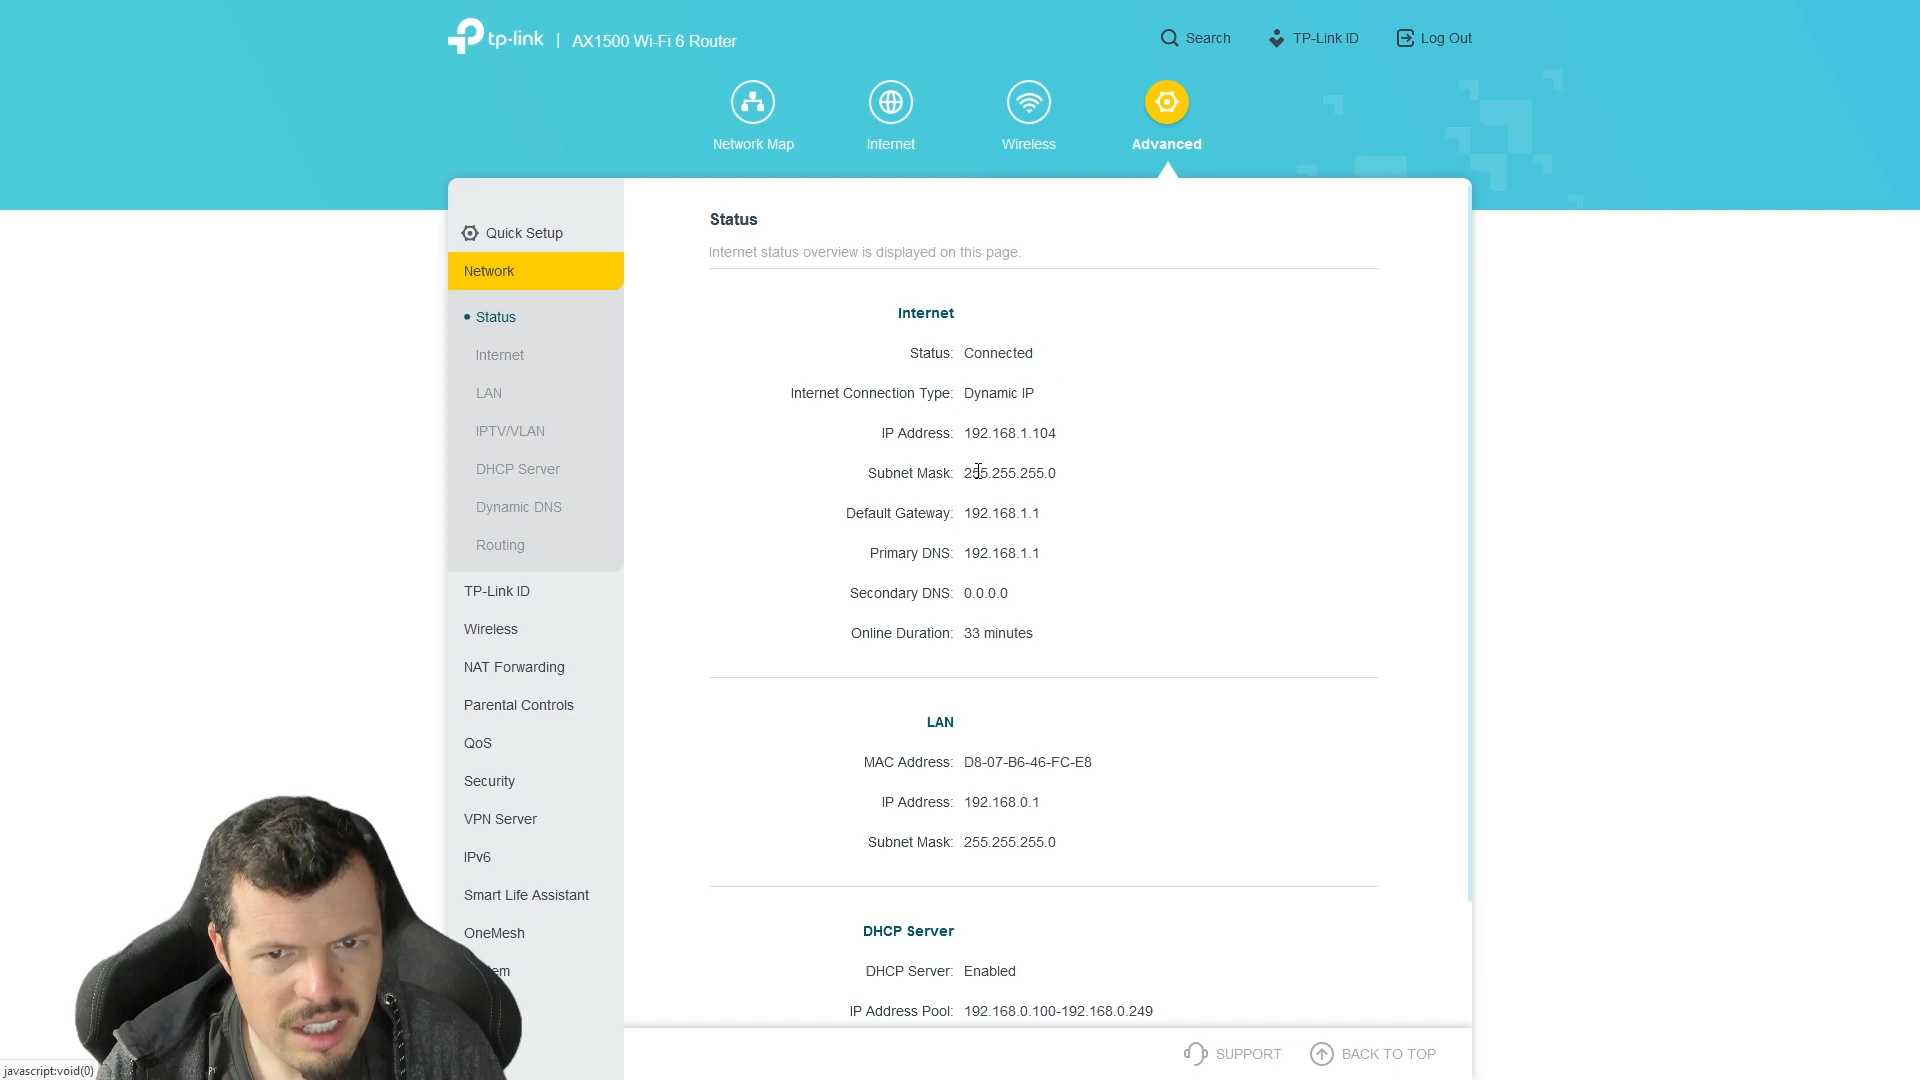 tp-link | AX1500 Wi-Fi 6 Router
Search
TP-Link ID
Log Out
Network Map
Internet
Wireless
Advanced
Quick Setup
Network
Status
Internet
LAN
IPTV/VLAN
DHCP Server
Dynamic DNS
Routing
TP-Link ID
Wireless
NAT Forwarding
Parental Controls
QoS
Security
VPN Server
IPv6
Smart Life Assistant
OneMesh
Status
Internet status overview is displayed on this page.
Internet
Status: Connected
Internet Connection Type: Dynamic IP
IP Address: 192.168.1.104
Subnet Mask: 255.255.255.0
Default Gateway: 192.168.1.1
Primary DNS: 192.168.1.1
Secondary DNS: 0.0.0.0
Online Duration: 33 minutes
LAN
MAC Address: D8-07-B6-46-FC-E8
IP Address: 192.168.0.1
Subnet Mask: 255.255.255.0
DHCP Server
DHCP Server: Enabled
IP Address Pool: 192.168.0.100-192.168.0.249
SUPPORT
BACK TO TOP
javascript:void(0)